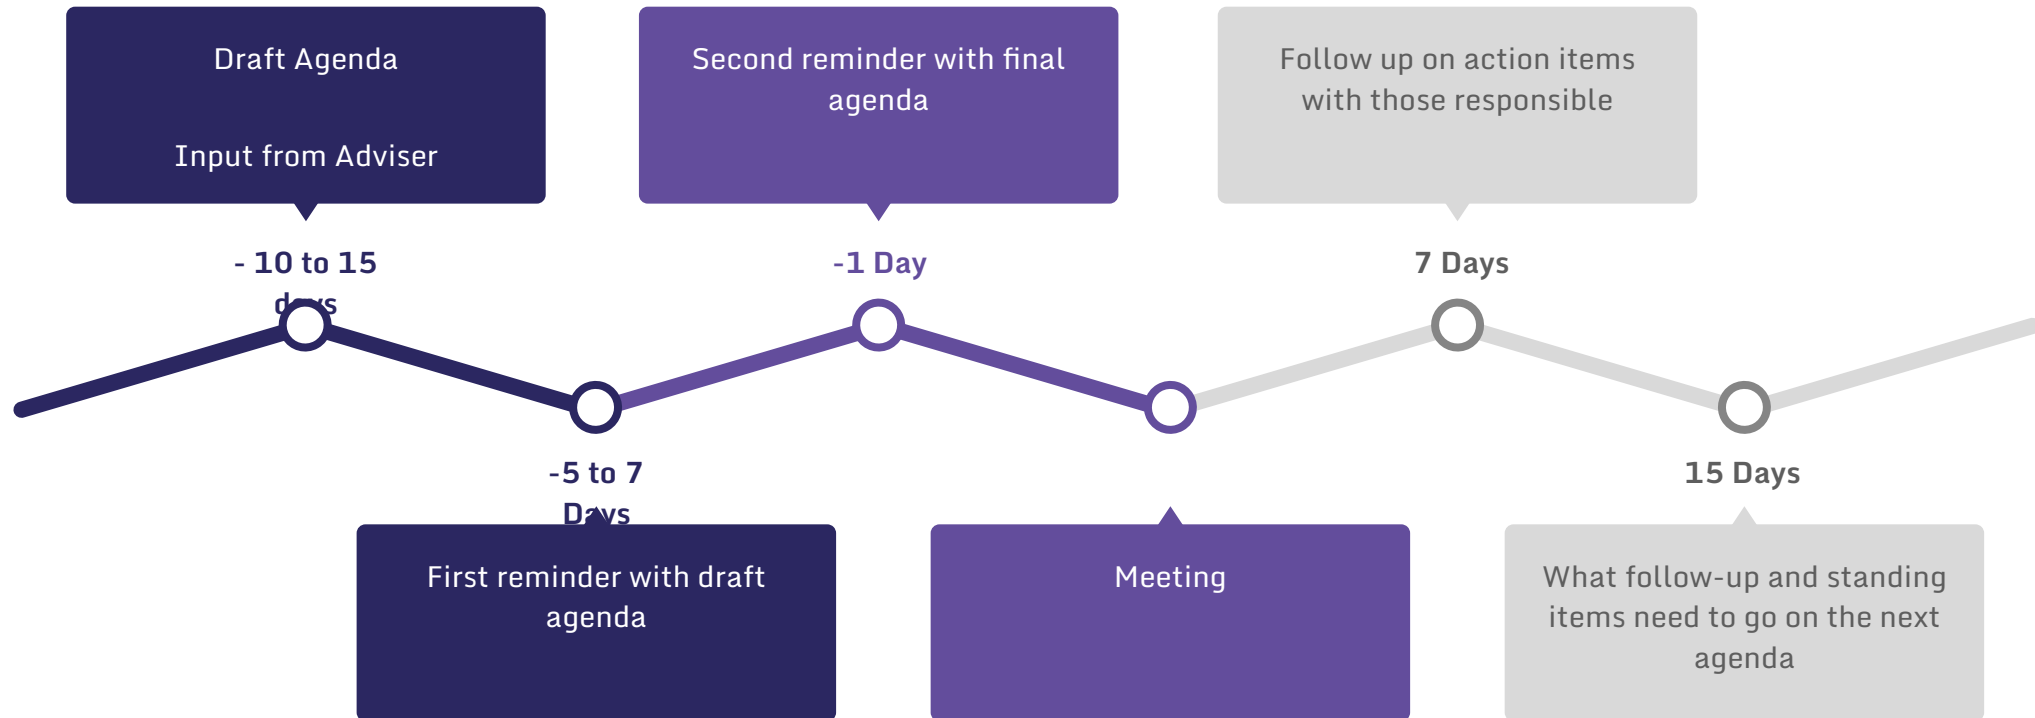 Draft Agenda
Input from Adviser
- 10 to 15
days
-5 to 7
Days
First reminder with draft
agenda
Second reminder with final
agenda
-1 Day
Meeting
Follow up on action items
with those responsible
7 Days
15 Days
What follow-up and standing
items need to go on the next
agenda